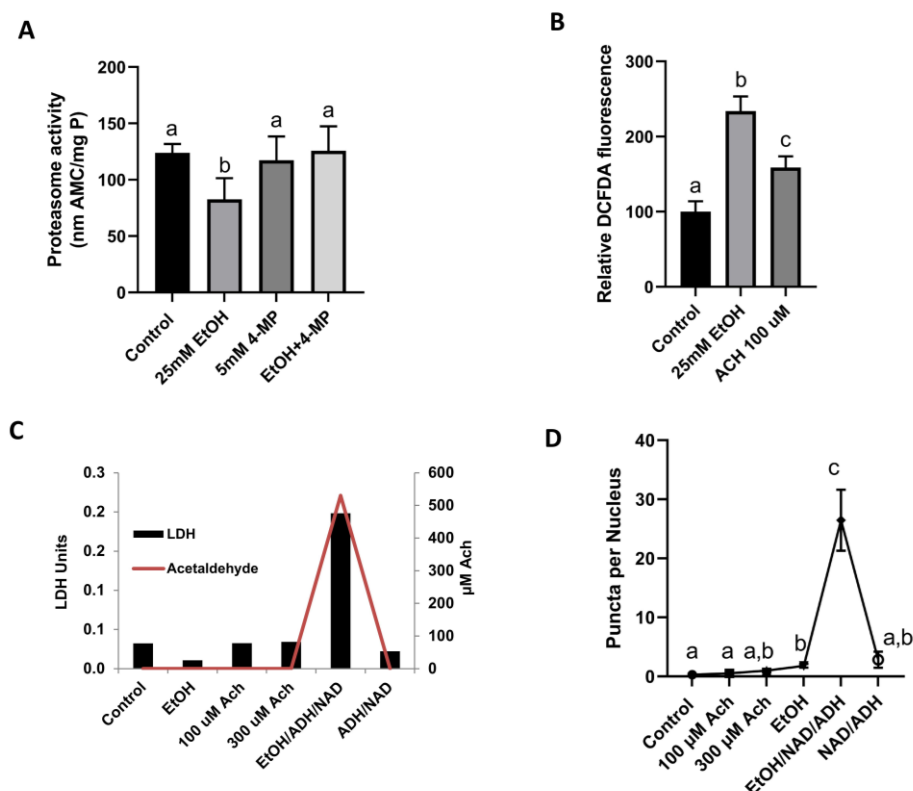 A
Proteasome activity
(nm AMC/mg P)
200
150
100
50
0
a
b
a
a
Control
25mM EtOH
5mM 4-MP
EtOH+4-MP
B
Relative DCFDA fluorescence
300
200
100
0
a
b
c
Control
25mM EtOH
ACH 100 uM
C
LDH Units
0.3
0.2
0.2
0.1
0.1
0.0
LDH
Acetaldehyde
600
500
400
300
200
100
0
µM Ach
Control
EtOH
100 uM Ach
300 uM Ach
EtOH/ADH/NAD
ADH/NAD
D
Puncta per Nucleus
40
30
20
10
0
a
a
a,b
b
c
a,b
Control
100 µM Ach
300 µM Ach
EtOH
EtOH/NAD/ADH
NAD/ADH